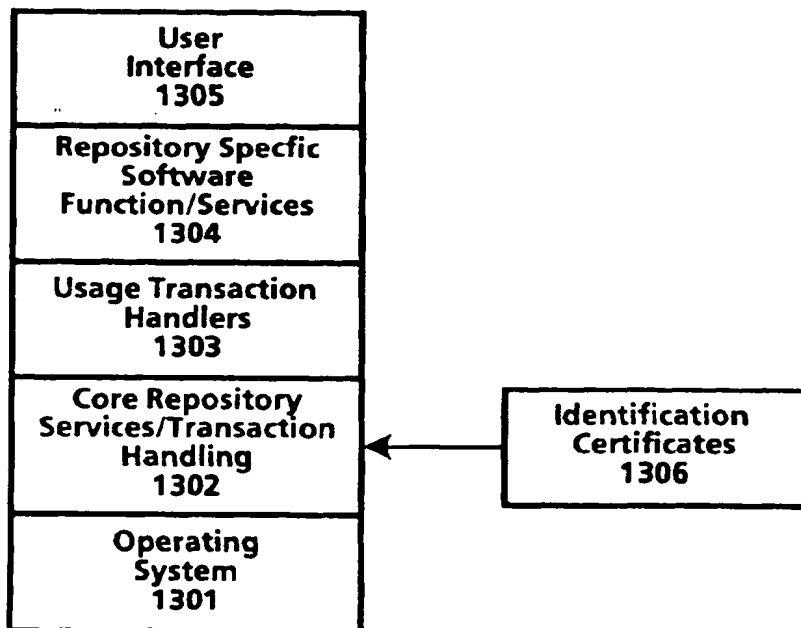 User
Interface
1305
Repository Specfic
Software
Function/Services
1304
Usage Transaction
Handlers
1303
Core Repository
Services/Transaction
Handling
1302
Identification
Certificates
1306
Operating
System
1301